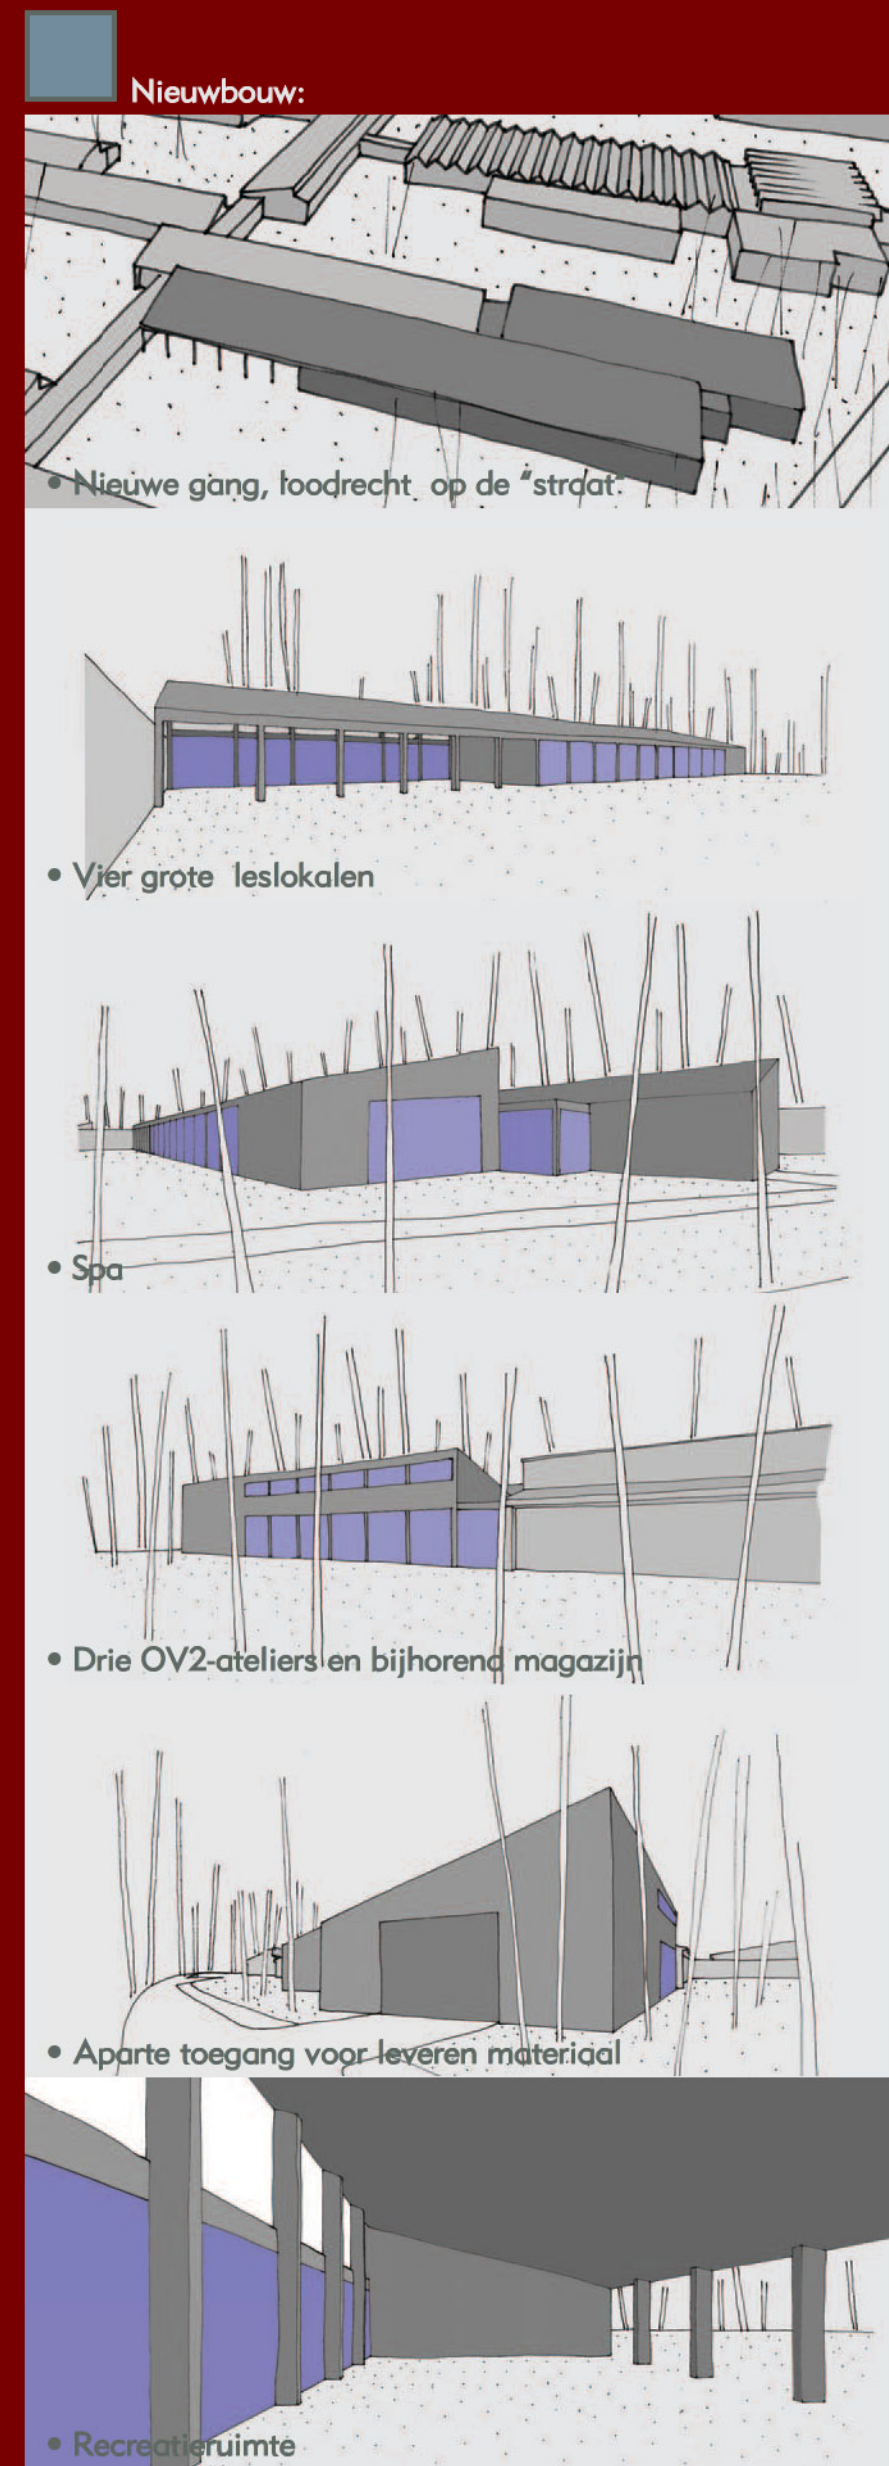 Nieuwbouw:
• Nieuwe gang, loodrecht op de “straat”
• Vier grote leslokalen
• Spa
• Drie OV2-ateliers en bijhorend magazijn
• Aparte toegang voor leveren materiaal
• Recreatieruimte